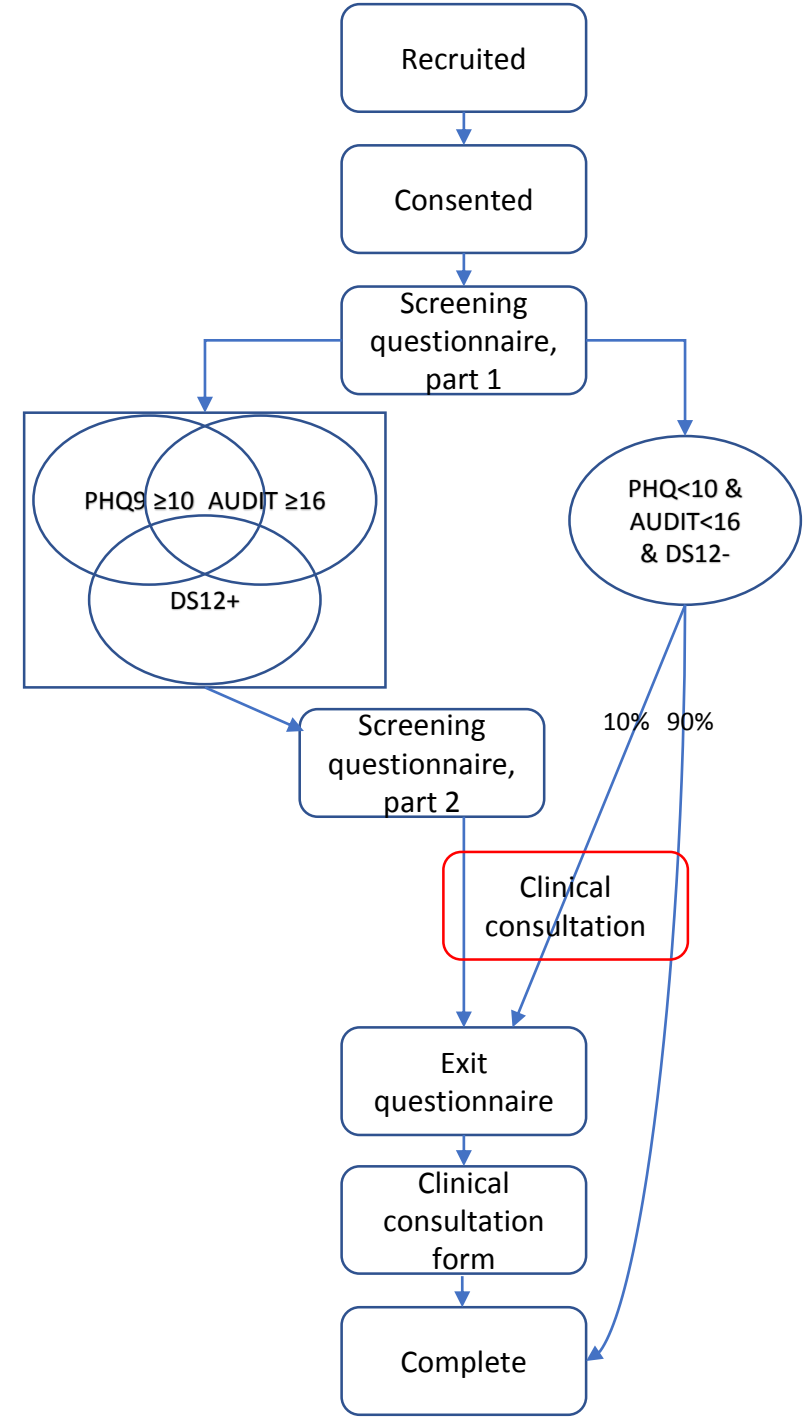 Recruited
Consented
Screening
questionnaire,
part 1
PHQ9 ≥10 AUDIT ≥16
DS12+
PHQ<10 &
AUDIT<16
& DS12-
Screening
questionnaire,
part 2
10% 90%
Clinical
consultation
Exit
questionnaire
Clinical
consultation
form
Complete